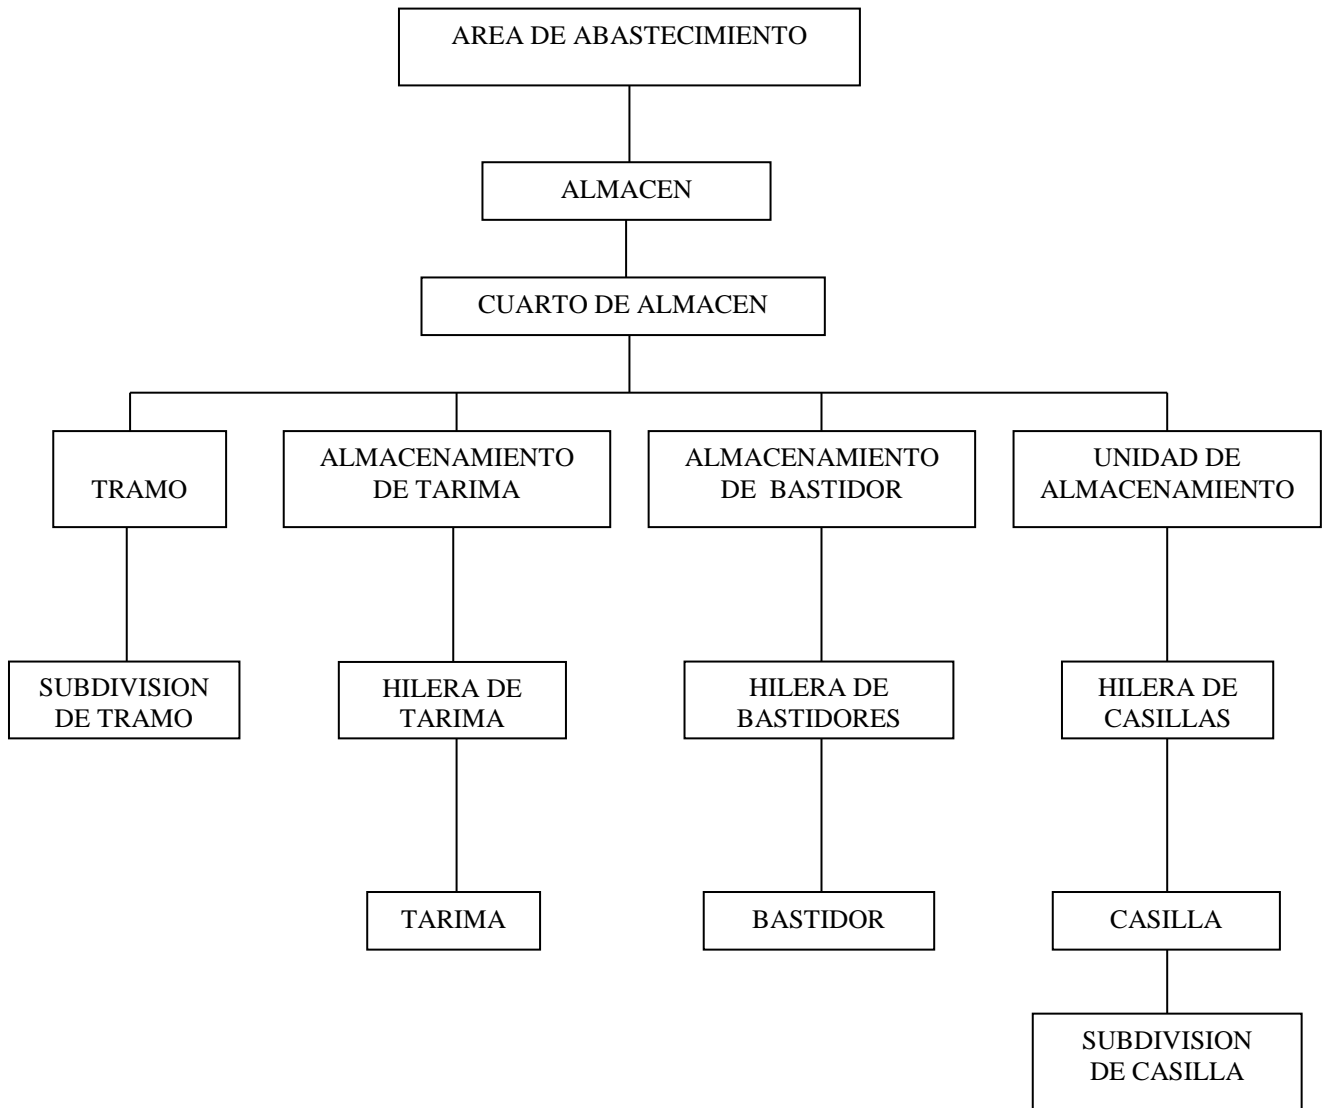 AREA DE ABASTECIMIENTO
ALMACEN
CUARTO DE ALMACEN
TRAMO
ALMACENAMIENTO
DE TARIMA
ALMACENAMIENTO
DE BASTIDOR
UNIDAD DE
ALMACENAMIENTO
SUBDIVISION
DE TRAMO
HILERA DE
TARIMA
HILERA DE
BASTIDORES
HILERA DE
CASILLAS
TARIMA
BASTIDOR
CASILLA
SUBDIVISION
DE CASILLA